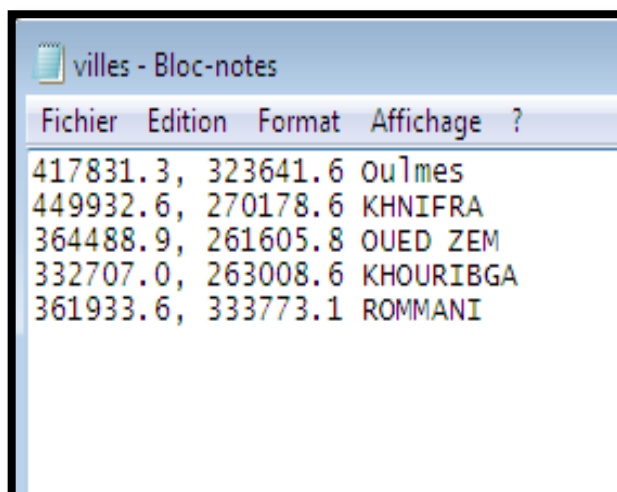 villes - Bloc-notes
Fichier Edition Format Affichage ?
417831.3, 323641.6 Oulmes
449932.6, 270178.6 KHNIFRA
364488.9, 261605.8 OUED ZEM
332707.0, 263008.6 KHOURIBGA
361933.6, 333773.1 ROMMANI